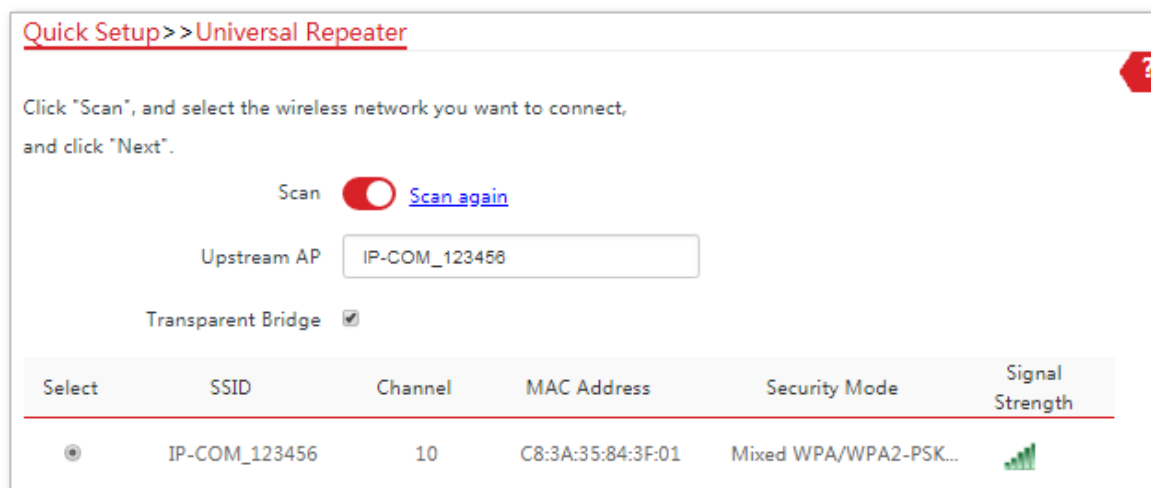 Quick Setup>>Universal Repeater
?
Click "Scan", and select the wireless network you want to connect,
and click "Next".
Scan Scan again
Upstream AP IP-COM_123456
Transparent Bridge
Select SSID Channel MAC Address Security Mode Signal Strength
IP-COM_123456 10 C8:3A:35:84:3F:01 Mixed WPA/WPA2-PSK...